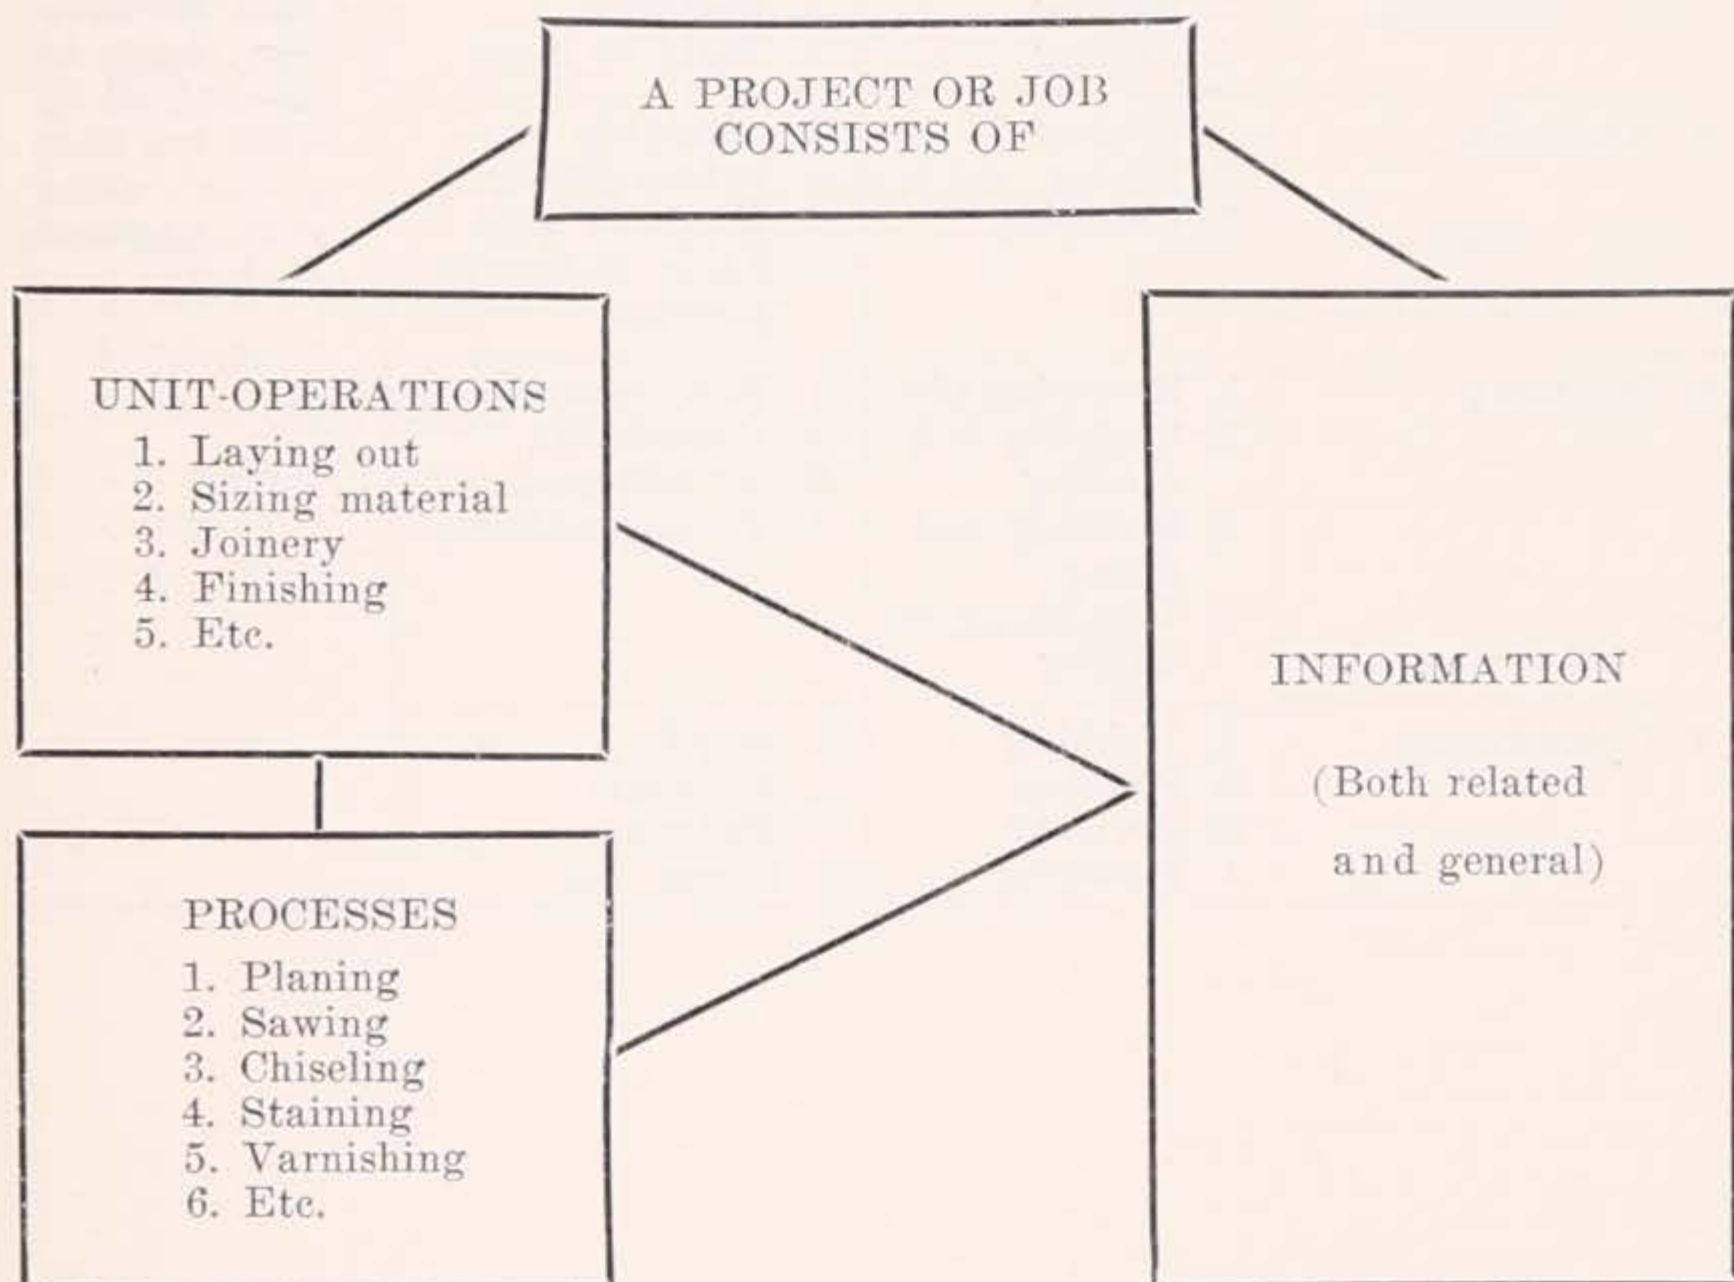 A PROJECT OR JOB
CONSISTS OF
UNIT-OPERATIONS
1. Laying out
2. Sizing material
3. Joinery
4. Finishing
5. Etc.
PROCESSES
1. Planing
2. Sawing
3. Chiseling
4. Staining
5. Varnishing
6. Etc.
INFORMATION
(Both related
and general)